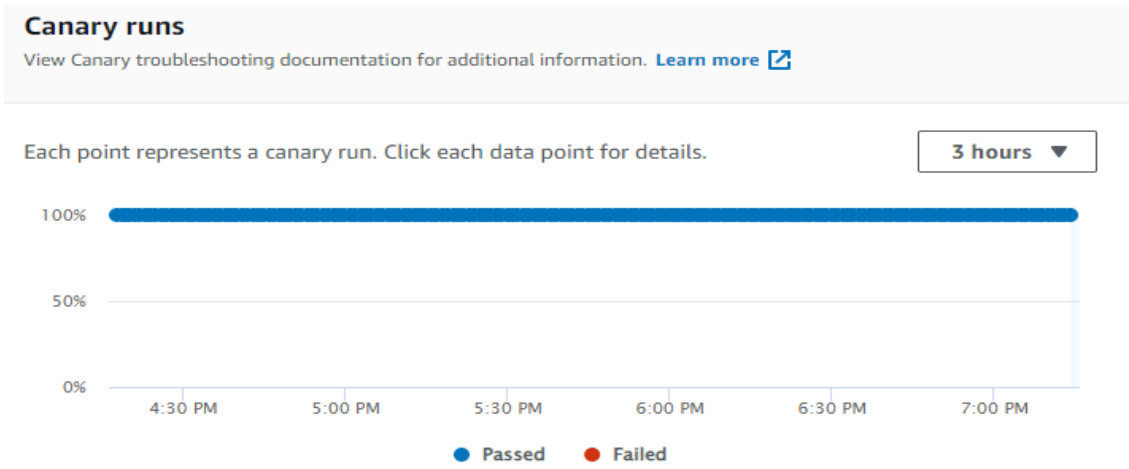 Canary runs
View Canary troubleshooting documentation for additional information. Learn more
Each point represents a canary run. Click each data point for details.
3 hours
100%
50%
0%
4:30 PM 5:00 PM 5:30 PM 6:00 PM 6:30 PM 7:00 PM
Passed Failed